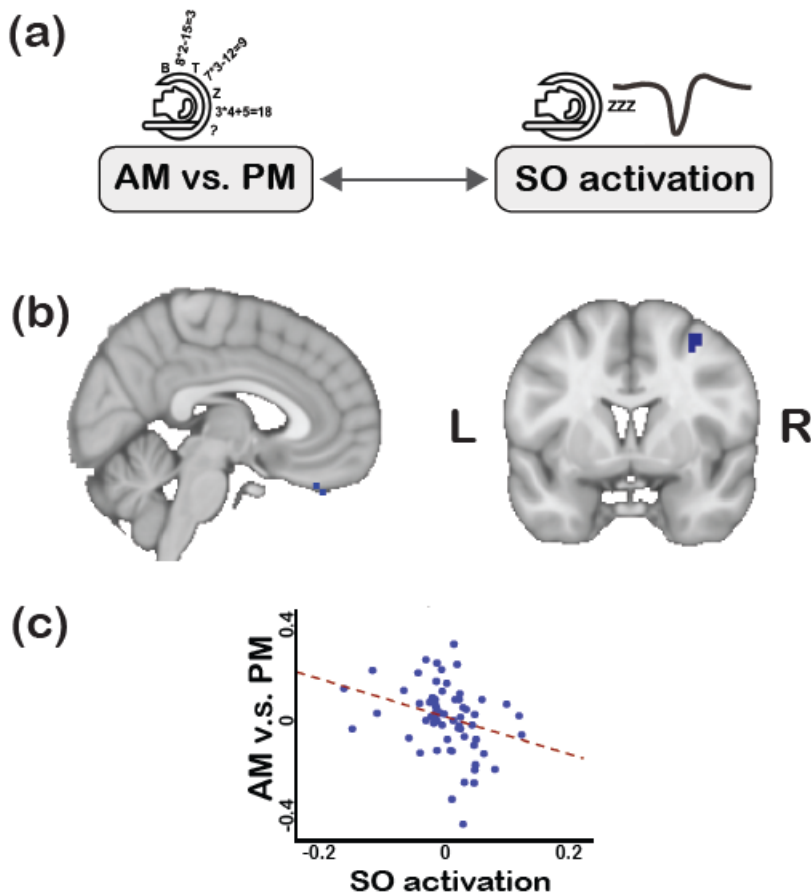 (a)
8*2-15=3
B T 7*3-12=9
Z
3*4+5=18
?
ZZZ
AM vs. PM
SO activation
(b)
L
R
(c)
AM v.s. PM
0.4
0
-0.4
-0.2 0 0.2
SO activation